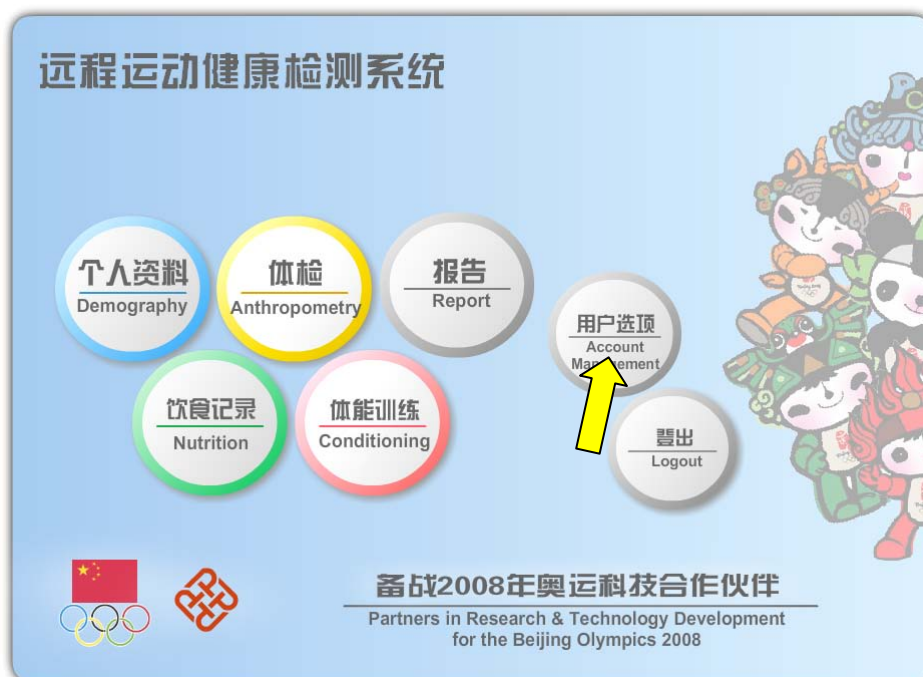 远程运动健康检测系统
个人资料
Demography
体检
Anthropometry
报告
Report
用户选项
Account
Management
饮食记录
Nutrition
体能训练
Conditioning
登出
Logout
备战2008年奥运科技合作伙伴
Partners in Research & Technology Development
for the Beijing Olympics 2008